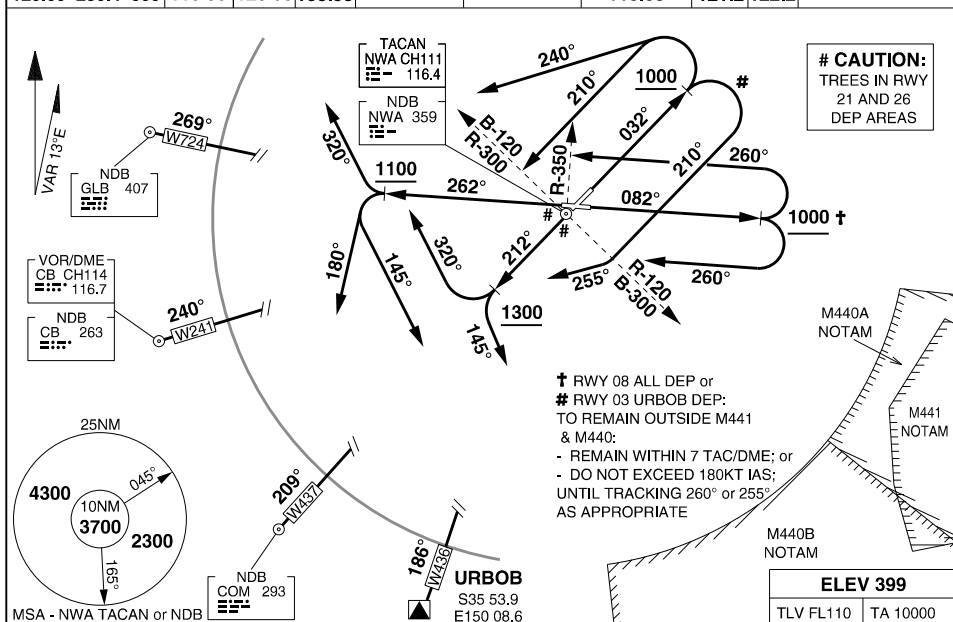 TACAN
NWA CH111
116.4
NDB
NWA 359
# CAUTION:
TREES IN RWY
21 AND 26
DEP AREAS
VAR 13°E
269°
W724
NDB
GLB 407
VOR/DME
CB CH114
116.7
NDB
CB 263
240°
W241
240°
210°
1000
#
032°
210°
B-120
R-300
R-350
260°
320°
1100
262°
082°
1000 †
#
#
180°
145°
320°
212°
1300
145°
255°
R-120
B-300
260°
† RWY 08 ALL DEP or
# RWY 03 URBOB DEP:
TO REMAIN OUTSIDE M441
& M440:
- REMAIN WITHIN 7 TAC/DME; or
- DO NOT EXCEED 180KT IAS;
UNTIL TRACKING 260° or 255°
AS APPROPRIATE
M440A
NOTAM
M441
NOTAM
M440B
NOTAM
25NM
4300
045°
10NM
3700
2300
165°
MSA - NWA TACAN or NDB
209°
W437
NDB
COM 293
186°
W436
URBOB
S35 53.9
E150 08.6
ELEV 399
TLV FL110 TA 10000